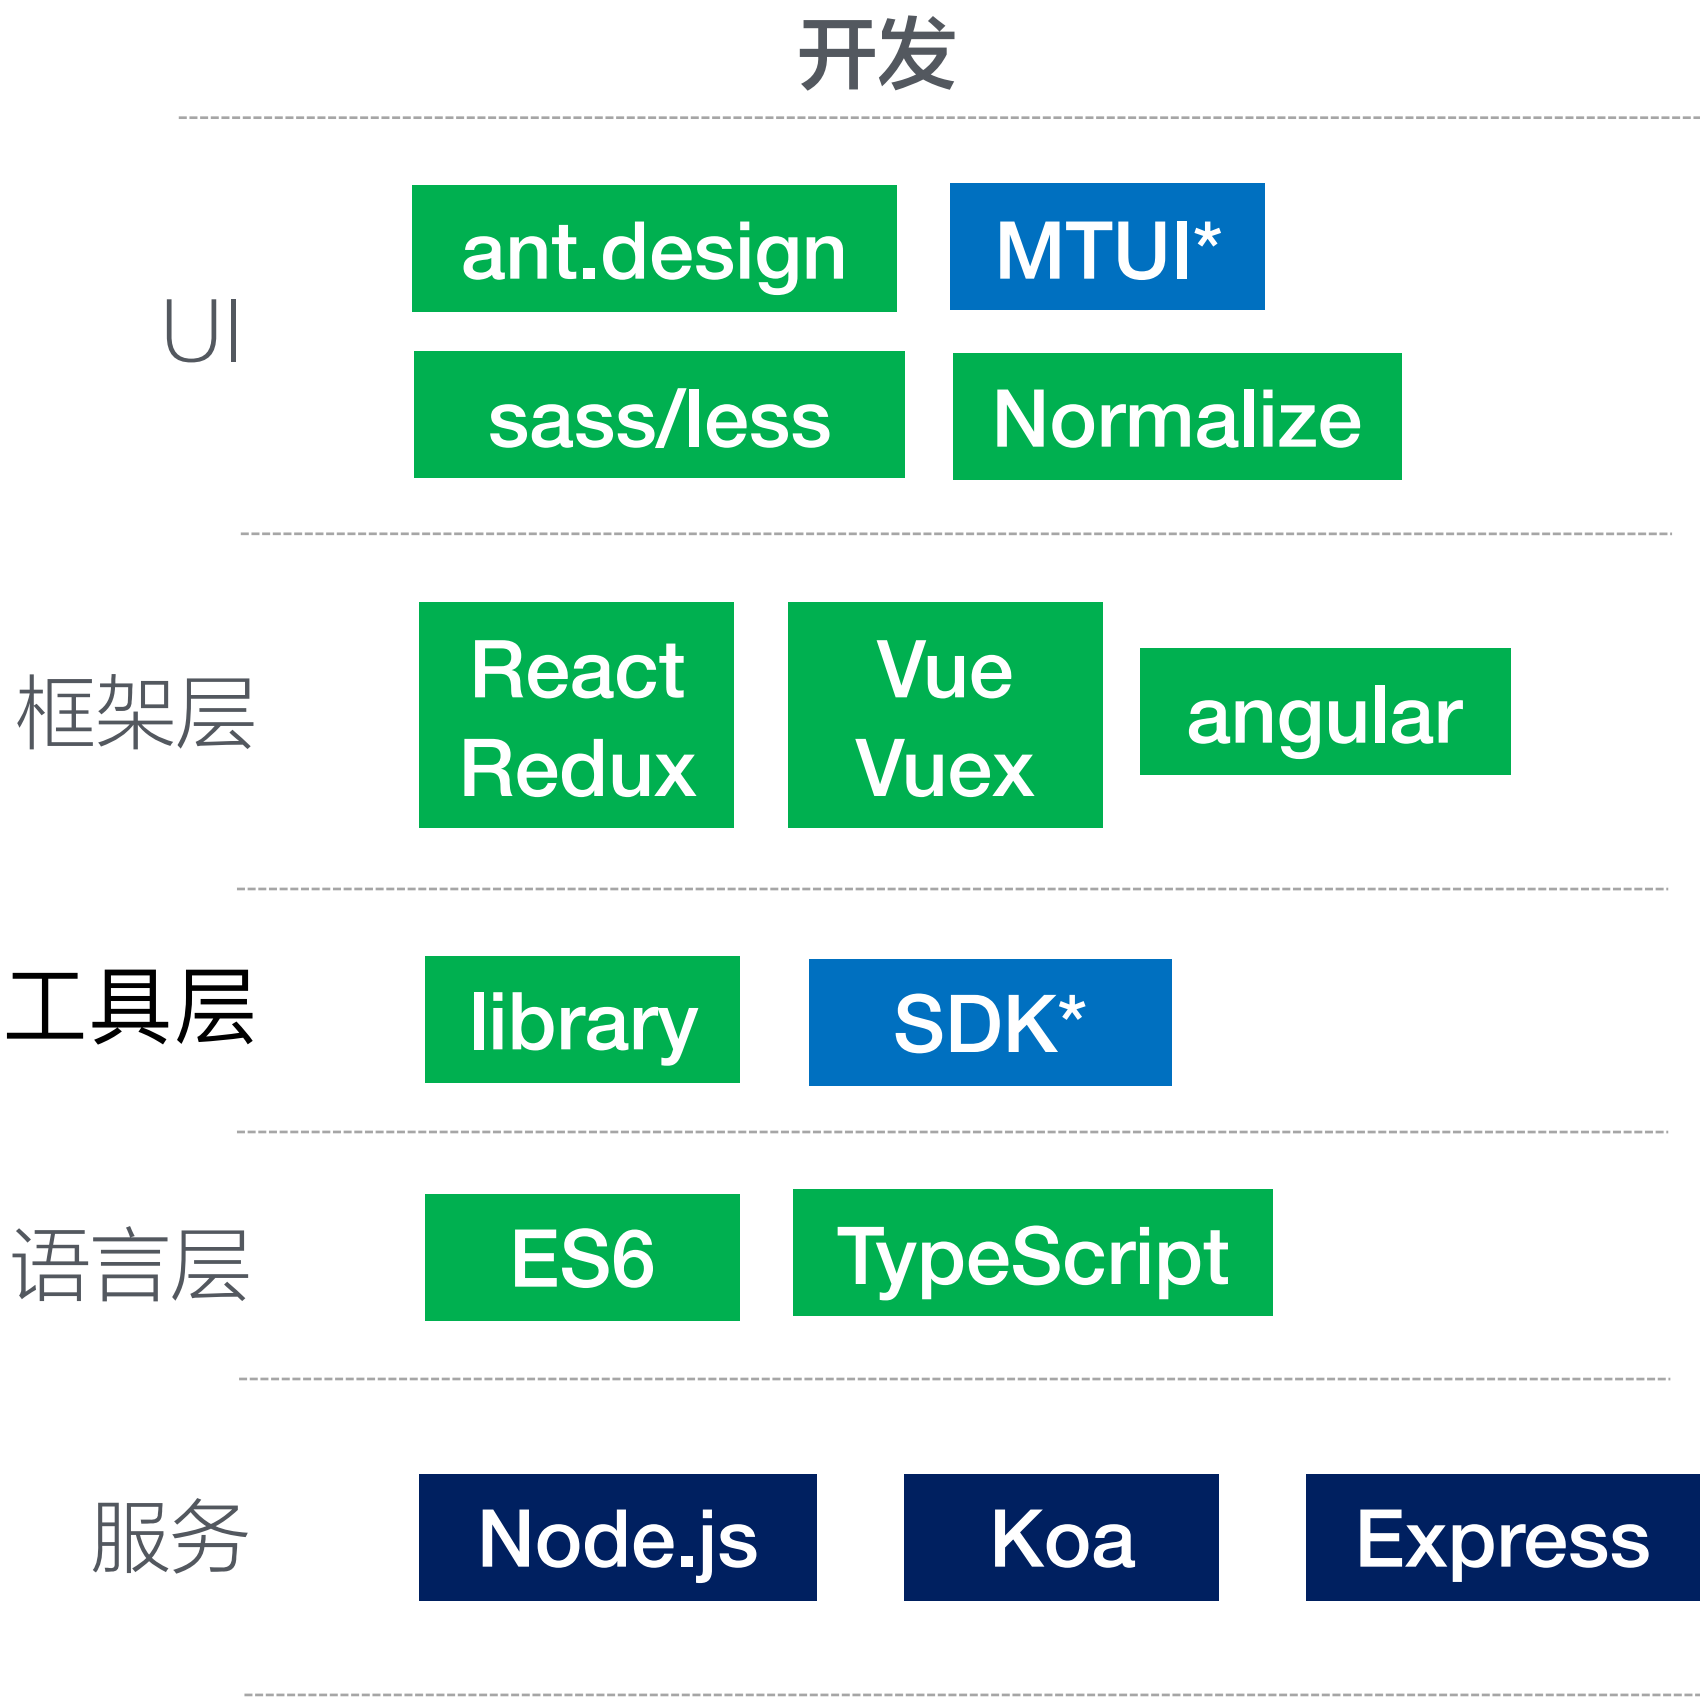 开发
UI
ant.design
MTUI*
sass/less
Normalize
框架层
React
Redux
Vue
Vuex
angular
工具层
library
SDK*
语言层
ES6
TypeScript
服务
Node.js
Koa
Express